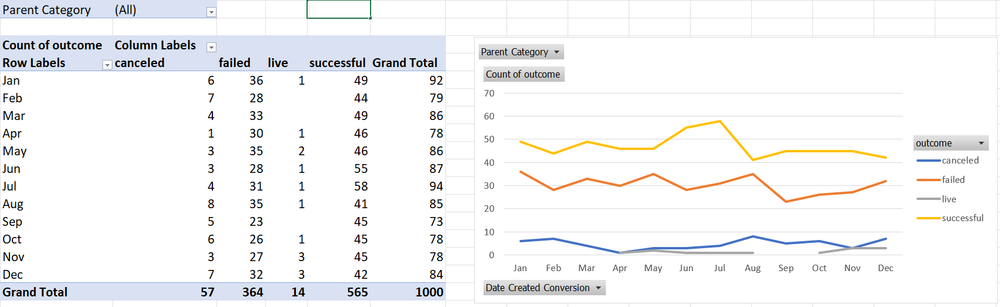 Parent Category (All)
Count of outcome Column Labels
Row Labels canceled failed live successful Grand Total
Jan 6 36 1 49 92
Feb 7 28 44 79
Mar 4 33 49 86
Apr 1 30 1 46 78
May 3 35 2 46 86
Jun 3 28 1 55 87
Jul 4 31 1 58 94
Aug 8 35 1 41 85
Sep 5 23 45 73
Oct 6 26 1 45 78
Nov 3 27 3 45 78
Dec 7 32 3 42 84
Grand Total 57 364 14 565 1000
Parent Category
Count of outcome
70
60
50
40
30
20
10
0
Jan Feb Mar Apr May Jun Jul Aug Sep Oct Nov Dec
outcome
canceled
failed
live
successful
Date Created Conversion